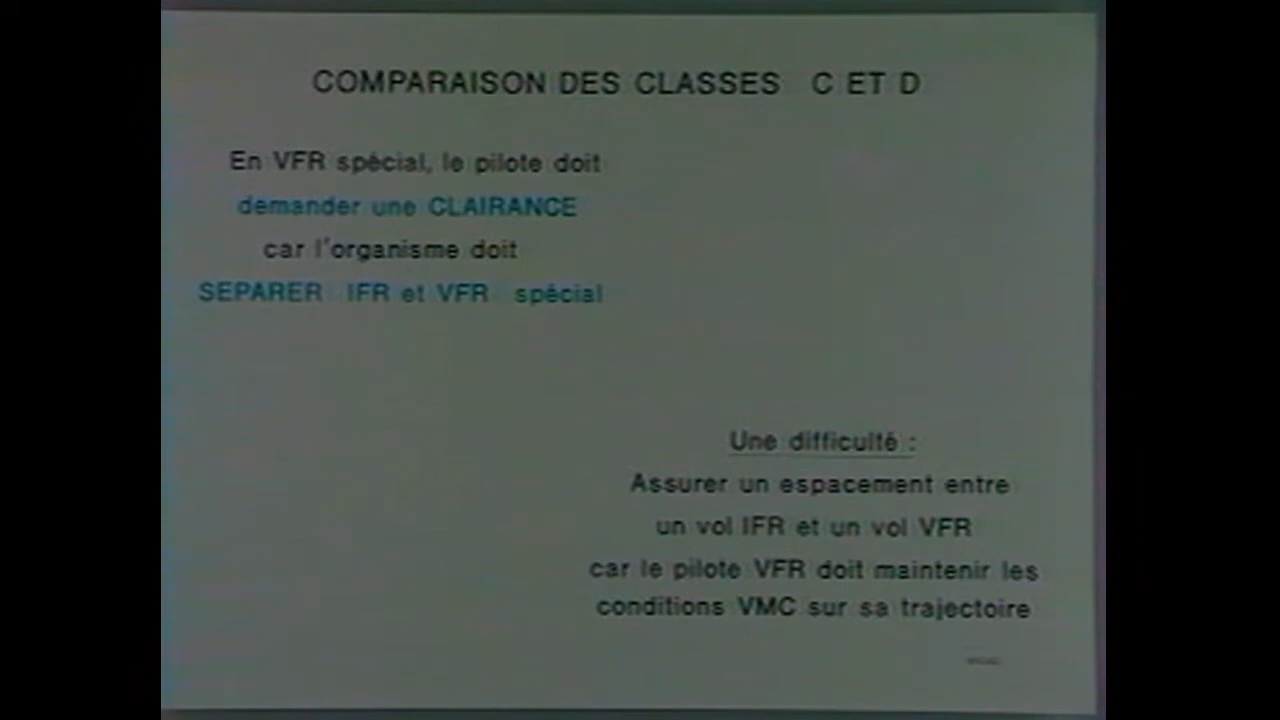 COMPARAISON DES CLASSES C ET D
En VFR spécial, le pilote doit
demander une CLAIRANCE
car l'organisme doit
SEPARER IFR et VFR spécial
Une difficulté :
Assurer un espacement entre
un vol IFR et un vol VFR
car le pilote VFR doit maintenir les
conditions VMC sur sa trajectoire